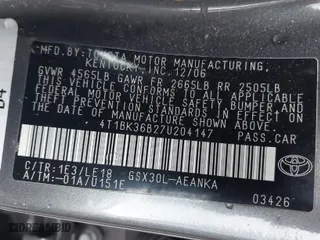 MFD.BY:TOYOTA MOTOR MANUFACTURING,
KENTUCKY,INC. 12/06
GVWR 4565LB GAWR FR 2665LB RR 2505LB
THIS VEHICLE CONFORMS TO ALL APPLICABLE
FEDERAL MOTOR VEHICLE SAFETY, BUMPER, AND
THEFT PREVENTION STANDARDS IN EFFECT ON
THE DATE OF MANUFACTURE SHOWN ABOVE.
4T1BK36B27U204147 PASS.CAR
C/TR:1E3/LE18 GSX30L-AEANKA
A/TM:-01A/U151E
TOYOTA
03426